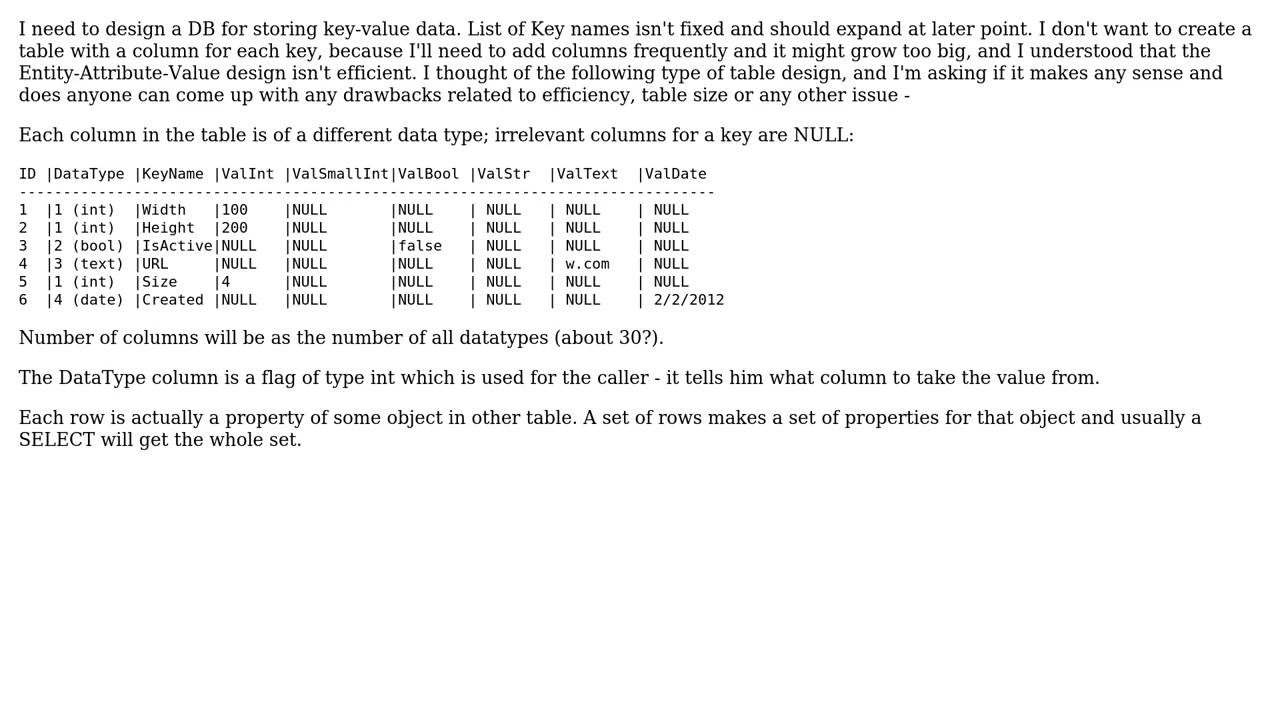 I need to design a DB for storing key-value data. List of Key names isn't fixed and should expand at later point. I don't want to create a
table with a column for each key, because I'll need to add columns frequently and it might grow too big, and I understood that the
Entity-Attribute-Value design isn't efficient. I thought of the following type of table design, and I'm asking if it makes any sense and
does anyone can come up with any drawbacks related to efficiency, table size or any other issue -
Each column in the table is of a different data type; irrelevant columns for a key are NULL:
ID |DataType |KeyName |ValInt |ValSmallInt|ValBool |ValStr  |ValText  |ValDate
-------------------------------------------------------------------------------
1  |1 (int)  |Width   |100    |NULL       |NULL    | NULL   | NULL    | NULL
2  |1 (int)  |Height  |200    |NULL       |NULL    | NULL   | NULL    | NULL
3  |2 (bool) |IsActive|NULL   |NULL       |false   | NULL   | NULL    | NULL
4  |3 (text) |URL     |NULL   |NULL       |NULL    | NULL   | w.com   | NULL
5  |1 (int)  |Size    |4      |NULL       |NULL    | NULL   | NULL    | NULL
6  |4 (date) |Created |NULL   |NULL       |NULL    | NULL   | NULL    | 2/2/2012
Number of columns will be as the number of all datatypes (about 30?).
The DataType column is a flag of type int which is used for the caller - it tells him what column to take the value from.
Each row is actually a property of some object in other table. A set of rows makes a set of properties for that object and usually a
SELECT will get the whole set.